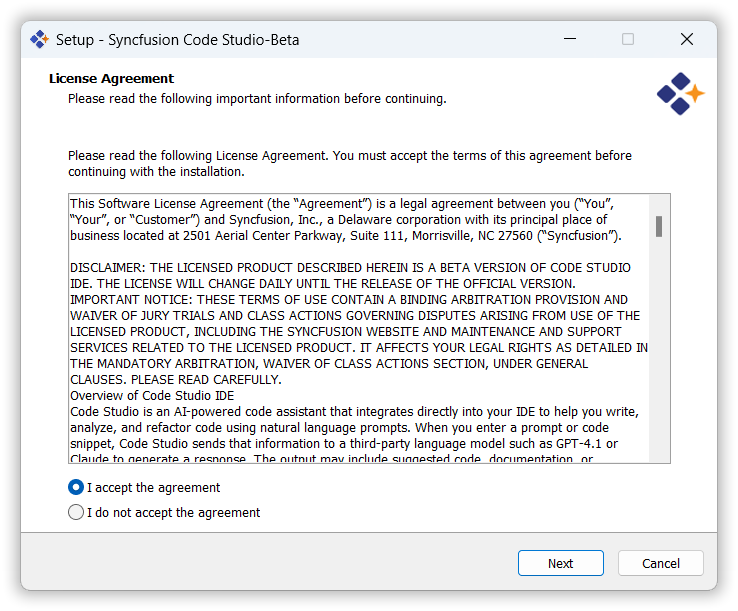 Setup - Syncfusion Code Studio-Beta
License Agreement
Please read the following important information before continuing.
Please read the following License Agreement. You must accept the terms of this agreement before
continuing with the installation.
This Software License Agreement (the “Agreement”) is a legal agreement between you (“You”,
“Your”, or “Customer”) and Syncfusion, Inc., a Delaware corporation with its principal place of
business located at 2501 Aerial Center Parkway, Suite 111, Morrisville, NC 27560 (“Syncfusion”).
DISCLAIMER: THE LICENSED PRODUCT DESCRIBED HEREIN IS A BETA VERSION OF CODE STUDIO
IDE. THE LICENSE WILL CHANGE DAILY UNTIL THE RELEASE OF THE OFFICIAL VERSION.
IMPORTANT NOTICE: THESE TERMS OF USE CONTAIN A BINDING ARBITRATION PROVISION AND
WAIVER OF JURY TRIALS AND CLASS ACTIONS GOVERNING DISPUTES ARISING FROM USE OF THE
LICENSED PRODUCT, INCLUDING THE SYNCFUSION WEBSITE AND MAINTENANCE AND SUPPORT
SERVICES RELATED TO THE LICENSED PRODUCT. IT AFFECTS YOUR LEGAL RIGHTS AS DETAILED IN
THE MANDATORY ARBITRATION, WAIVER OF CLASS ACTIONS SECTION, UNDER GENERAL
CLAUSES. PLEASE READ CAREFULLY.
Overview of Code Studio IDE
Code Studio is an AI-powered code assistant that integrates directly into your IDE to help you write,
analyze, and refactor code using natural language prompts. When you enter a prompt or code
snippet, Code Studio sends that information to a third-party language model such as GPT-4.1 or
Claude to generate a response. The output may include suggested code, documentation, or
I accept the agreement
I do not accept the agreement
Next
Cancel